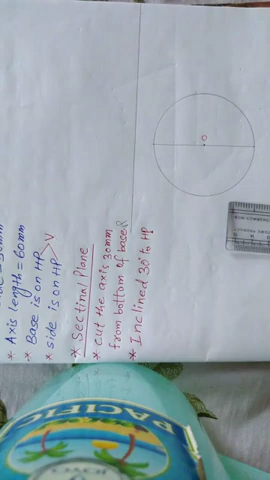 * Axis length = 60mm
* Base is on HP
* side is on HP > V
* Sectinal Plane
* cut the axis 30mm
from bottom of base
* Inclined 30° to HP
O
PACIFIC